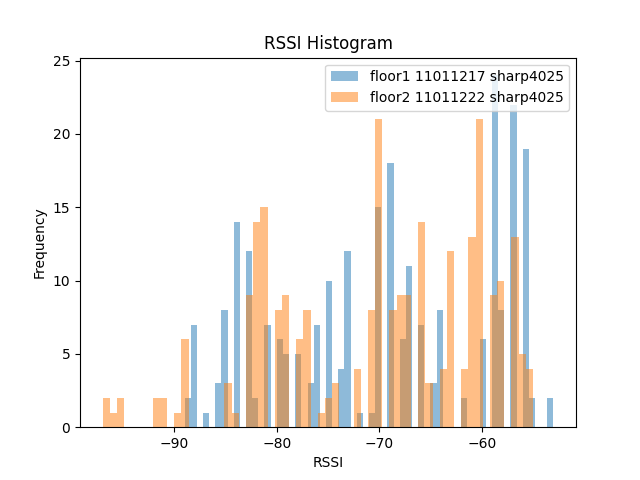 RSSI Histogram
floor1 11011217 sharp4025
floor2 11011222 sharp4025
Frequency
25
20
15
10
5
0
−90 −80 −70 −60
RSSI